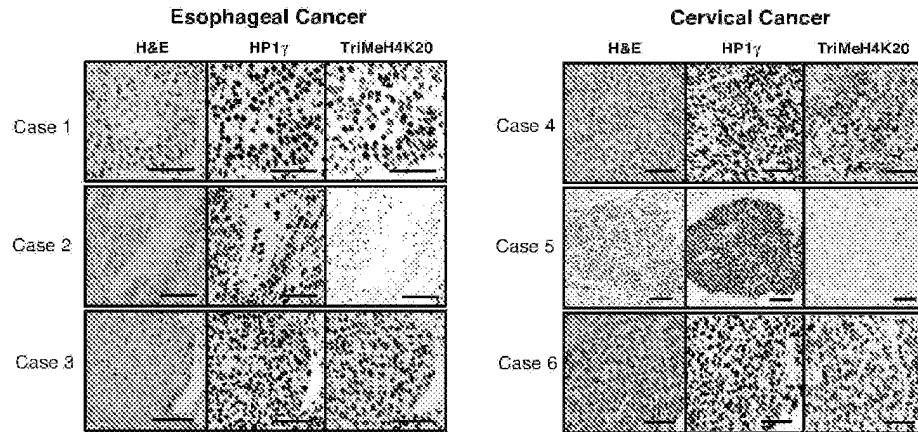 Esophageal Cancer
H&E HP1γ TriMeH4K20
Case 1
Case 2
Case 3
Cervical Cancer
H&E HP1γ TriMeH4K20
Case 4
Case 5
Case 6